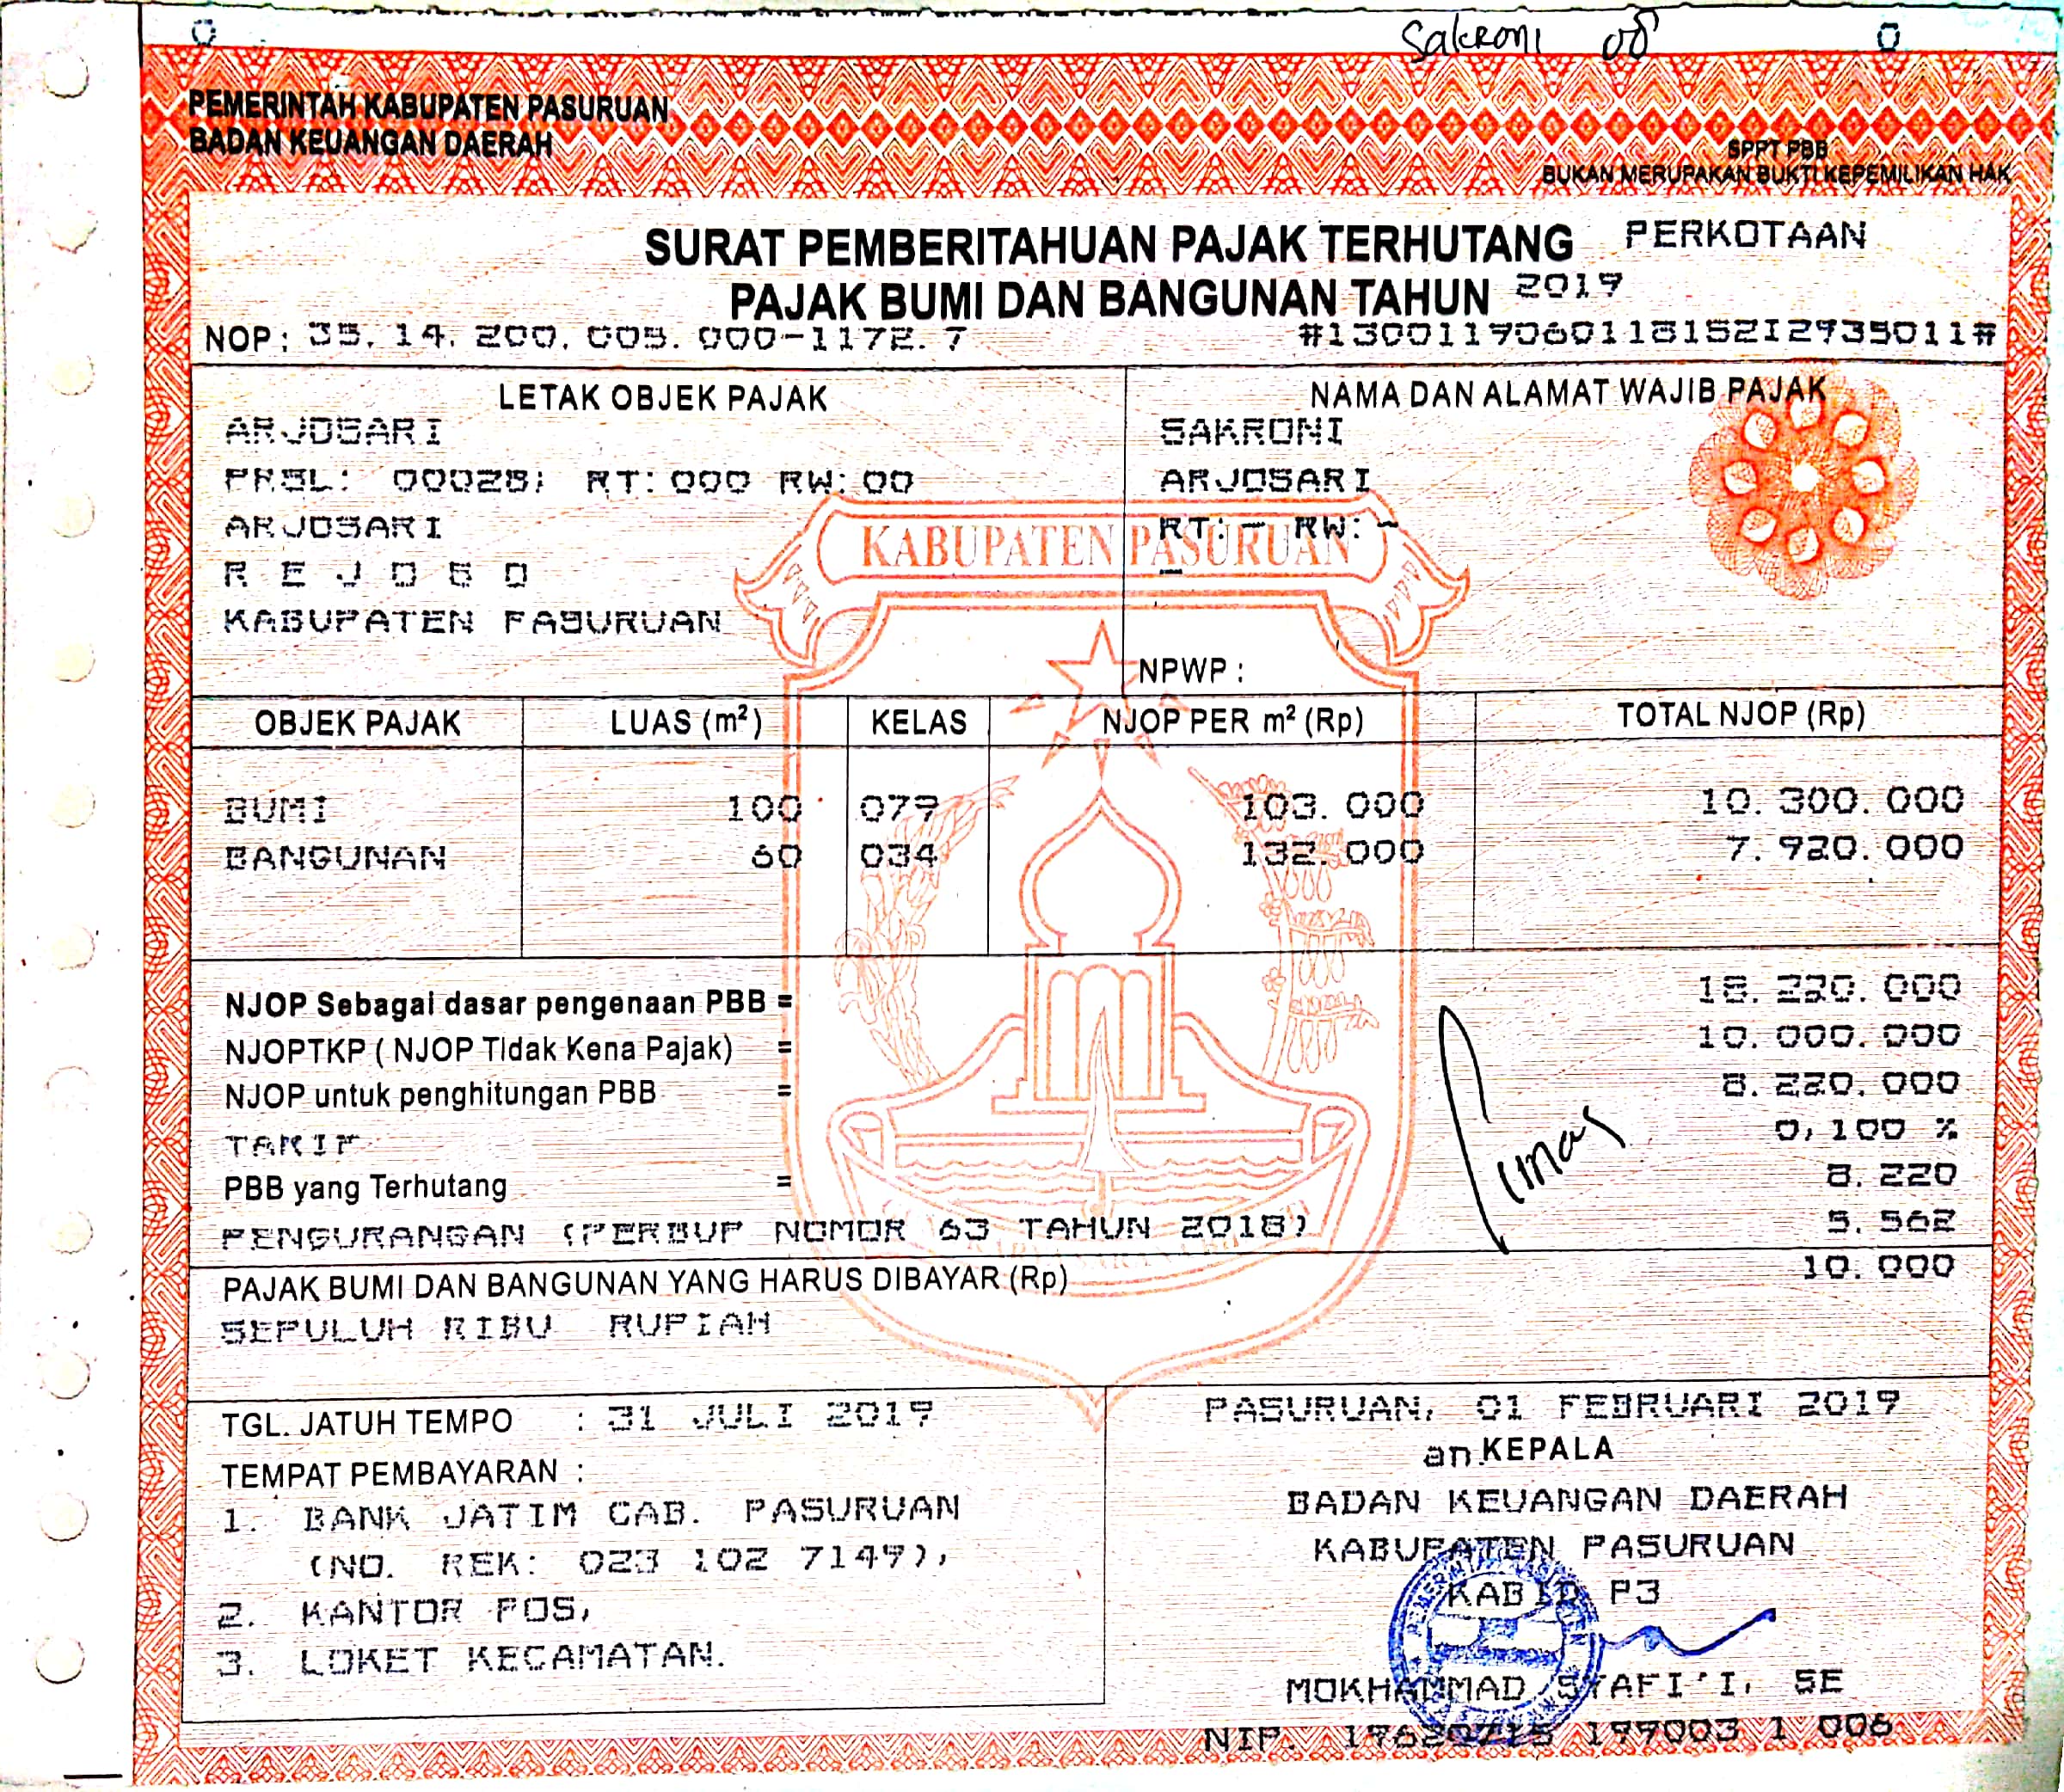 Sakroni 08
PEMERINTAH KABUPATEN PASURUAN
BADAN KEUANGAN DAERAH
SPPT PBB
BUKAN MERUPAKAN BUKTI KEPEMILIKAN HAK
SURAT PEMBERITAHUAN PAJAK TERHUTANG PERKOTAAN
PAJAK BUMI DAN BANGUNAN TAHUN 2019
NOP : 35.14.200.005.000-1172.7 #130011906011815212935011#
LETAK OBJEK PAJAK
ARJOSARI
PRSL: 00028; RT:000 RW:00
ARJOSARI
R E J O S O
KABUPATEN PASURUAN
NAMA DAN ALAMAT WAJIB PAJAK
SAKRONI
ARJOSARI
RT:- RW:-
-
NPWP :
KABUPATEN PASURUAN
OBJEK PAJAK LUAS (m²) KELAS NJOP PER m² (Rp) TOTAL NJOP (Rp)
BUMI 100 079 103.000 10.300.000
BANGUNAN 60 034 132.000 7.920.000
NJOP Sebagai dasar pengenaan PBB = 18.220.000
NJOPTKP ( NJOP Tidak Kena Pajak) = 10.000.000
NJOP untuk penghitungan PBB = 8.220.000
TARIF 0,100 %
PBB yang Terhutang = 8.220
PENGURANGAN (PERBUP NOMOR 63 TAHUN 2018) 5.562
PAJAK BUMI DAN BANGUNAN YANG HARUS DIBAYAR (Rp) 10.000
SEPULUH RIBU RUPIAH
TGL. JATUH TEMPO : 31 JULI 2019
TEMPAT PEMBAYARAN :
1. BANK JATIM CAB. PASURUAN
(NO. REK: 023 102 7149),
2. KANTOR POS,
3. LOKET KECAMATAN.
PASURUAN, 01 FEBRUARI 2019
an.KEPALA
BADAN KEUANGAN DAERAH
KABUPATEN PASURUAN
KABID P3
MOKHAMMAD SYAFI'I, SE
NIP. 19620715 199003 1 006